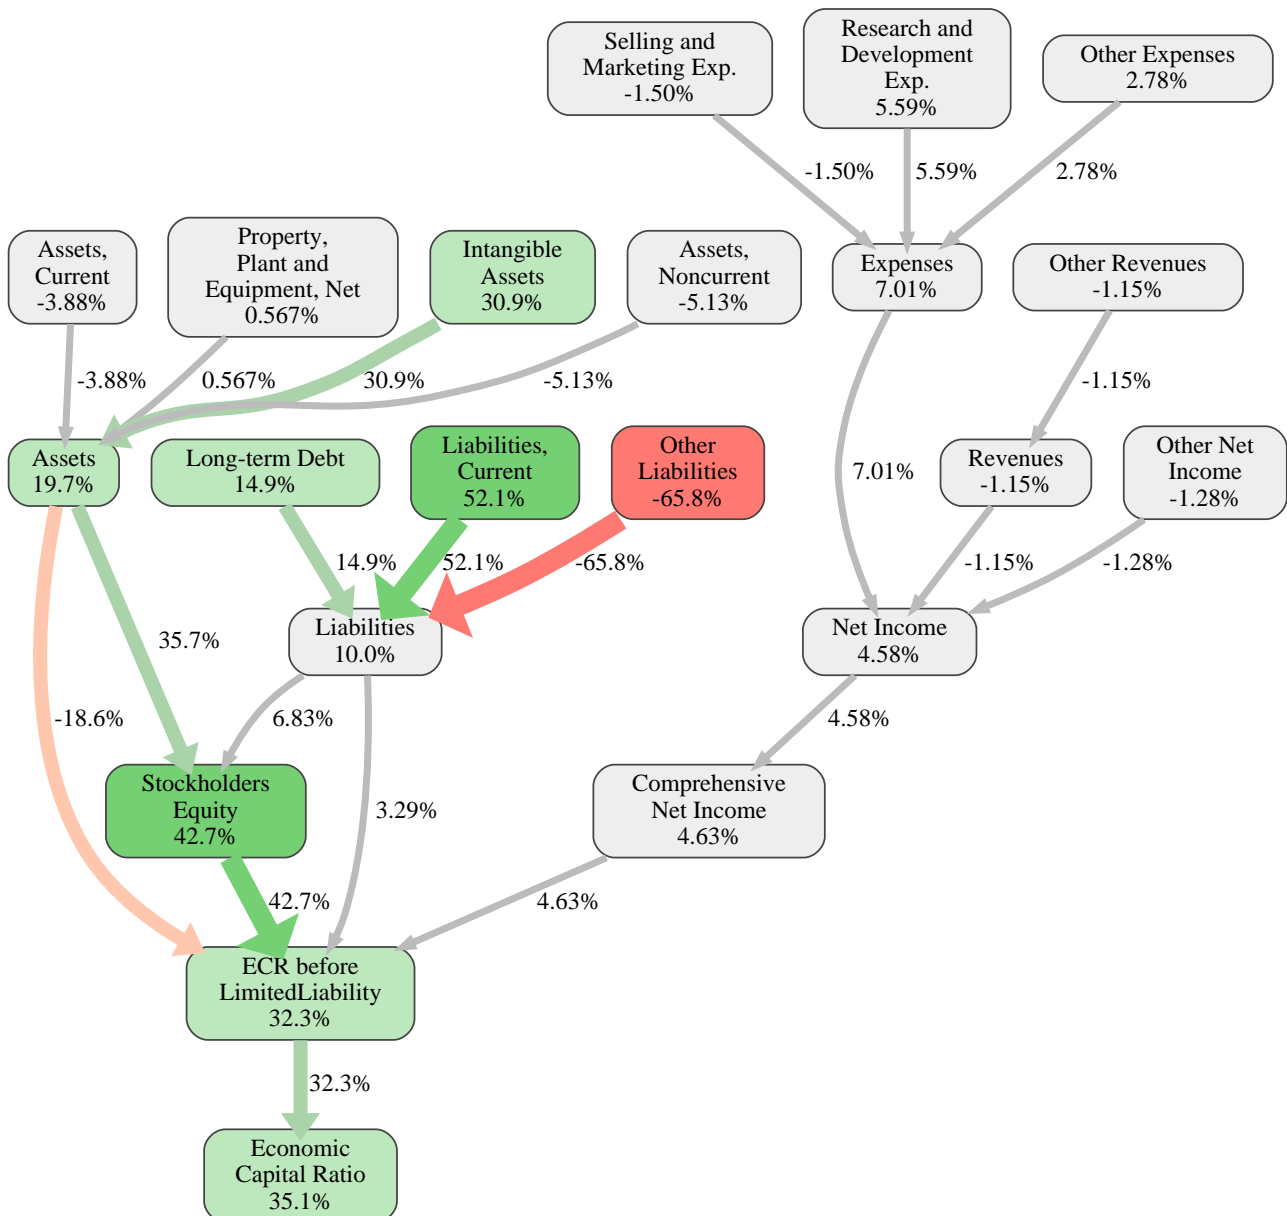 Selling and
Marketing Exp.
-1.50%
Research and
Development
Exp.
5.59%
Other Expenses
2.78%
-1.50%
5.59%
2.78%
Assets,
Current
-3.88%
Property,
Plant and
Equipment, Net
0.567%
Intangible
Assets
30.9%
Assets,
Noncurrent
-5.13%
Expenses
7.01%
Other Revenues
-1.15%
-3.88%
0.567%
30.9%
-5.13%
-1.15%
Assets
19.7%
Long-term Debt
14.9%
Liabilities,
Current
52.1%
Other
Liabilities
-65.8%
7.01%
Revenues
-1.15%
Other Net
Income
-1.28%
14.9%
52.1%
-65.8%
-1.15%
-1.28%
35.7%
Liabilities
10.0%
Net Income
4.58%
-18.6%
6.83%
4.58%
Stockholders
Equity
42.7%
3.29%
Comprehensive
Net Income
4.63%
42.7%
4.63%
ECR before
LimitedLiability
32.3%
32.3%
Economic
Capital Ratio
35.1%